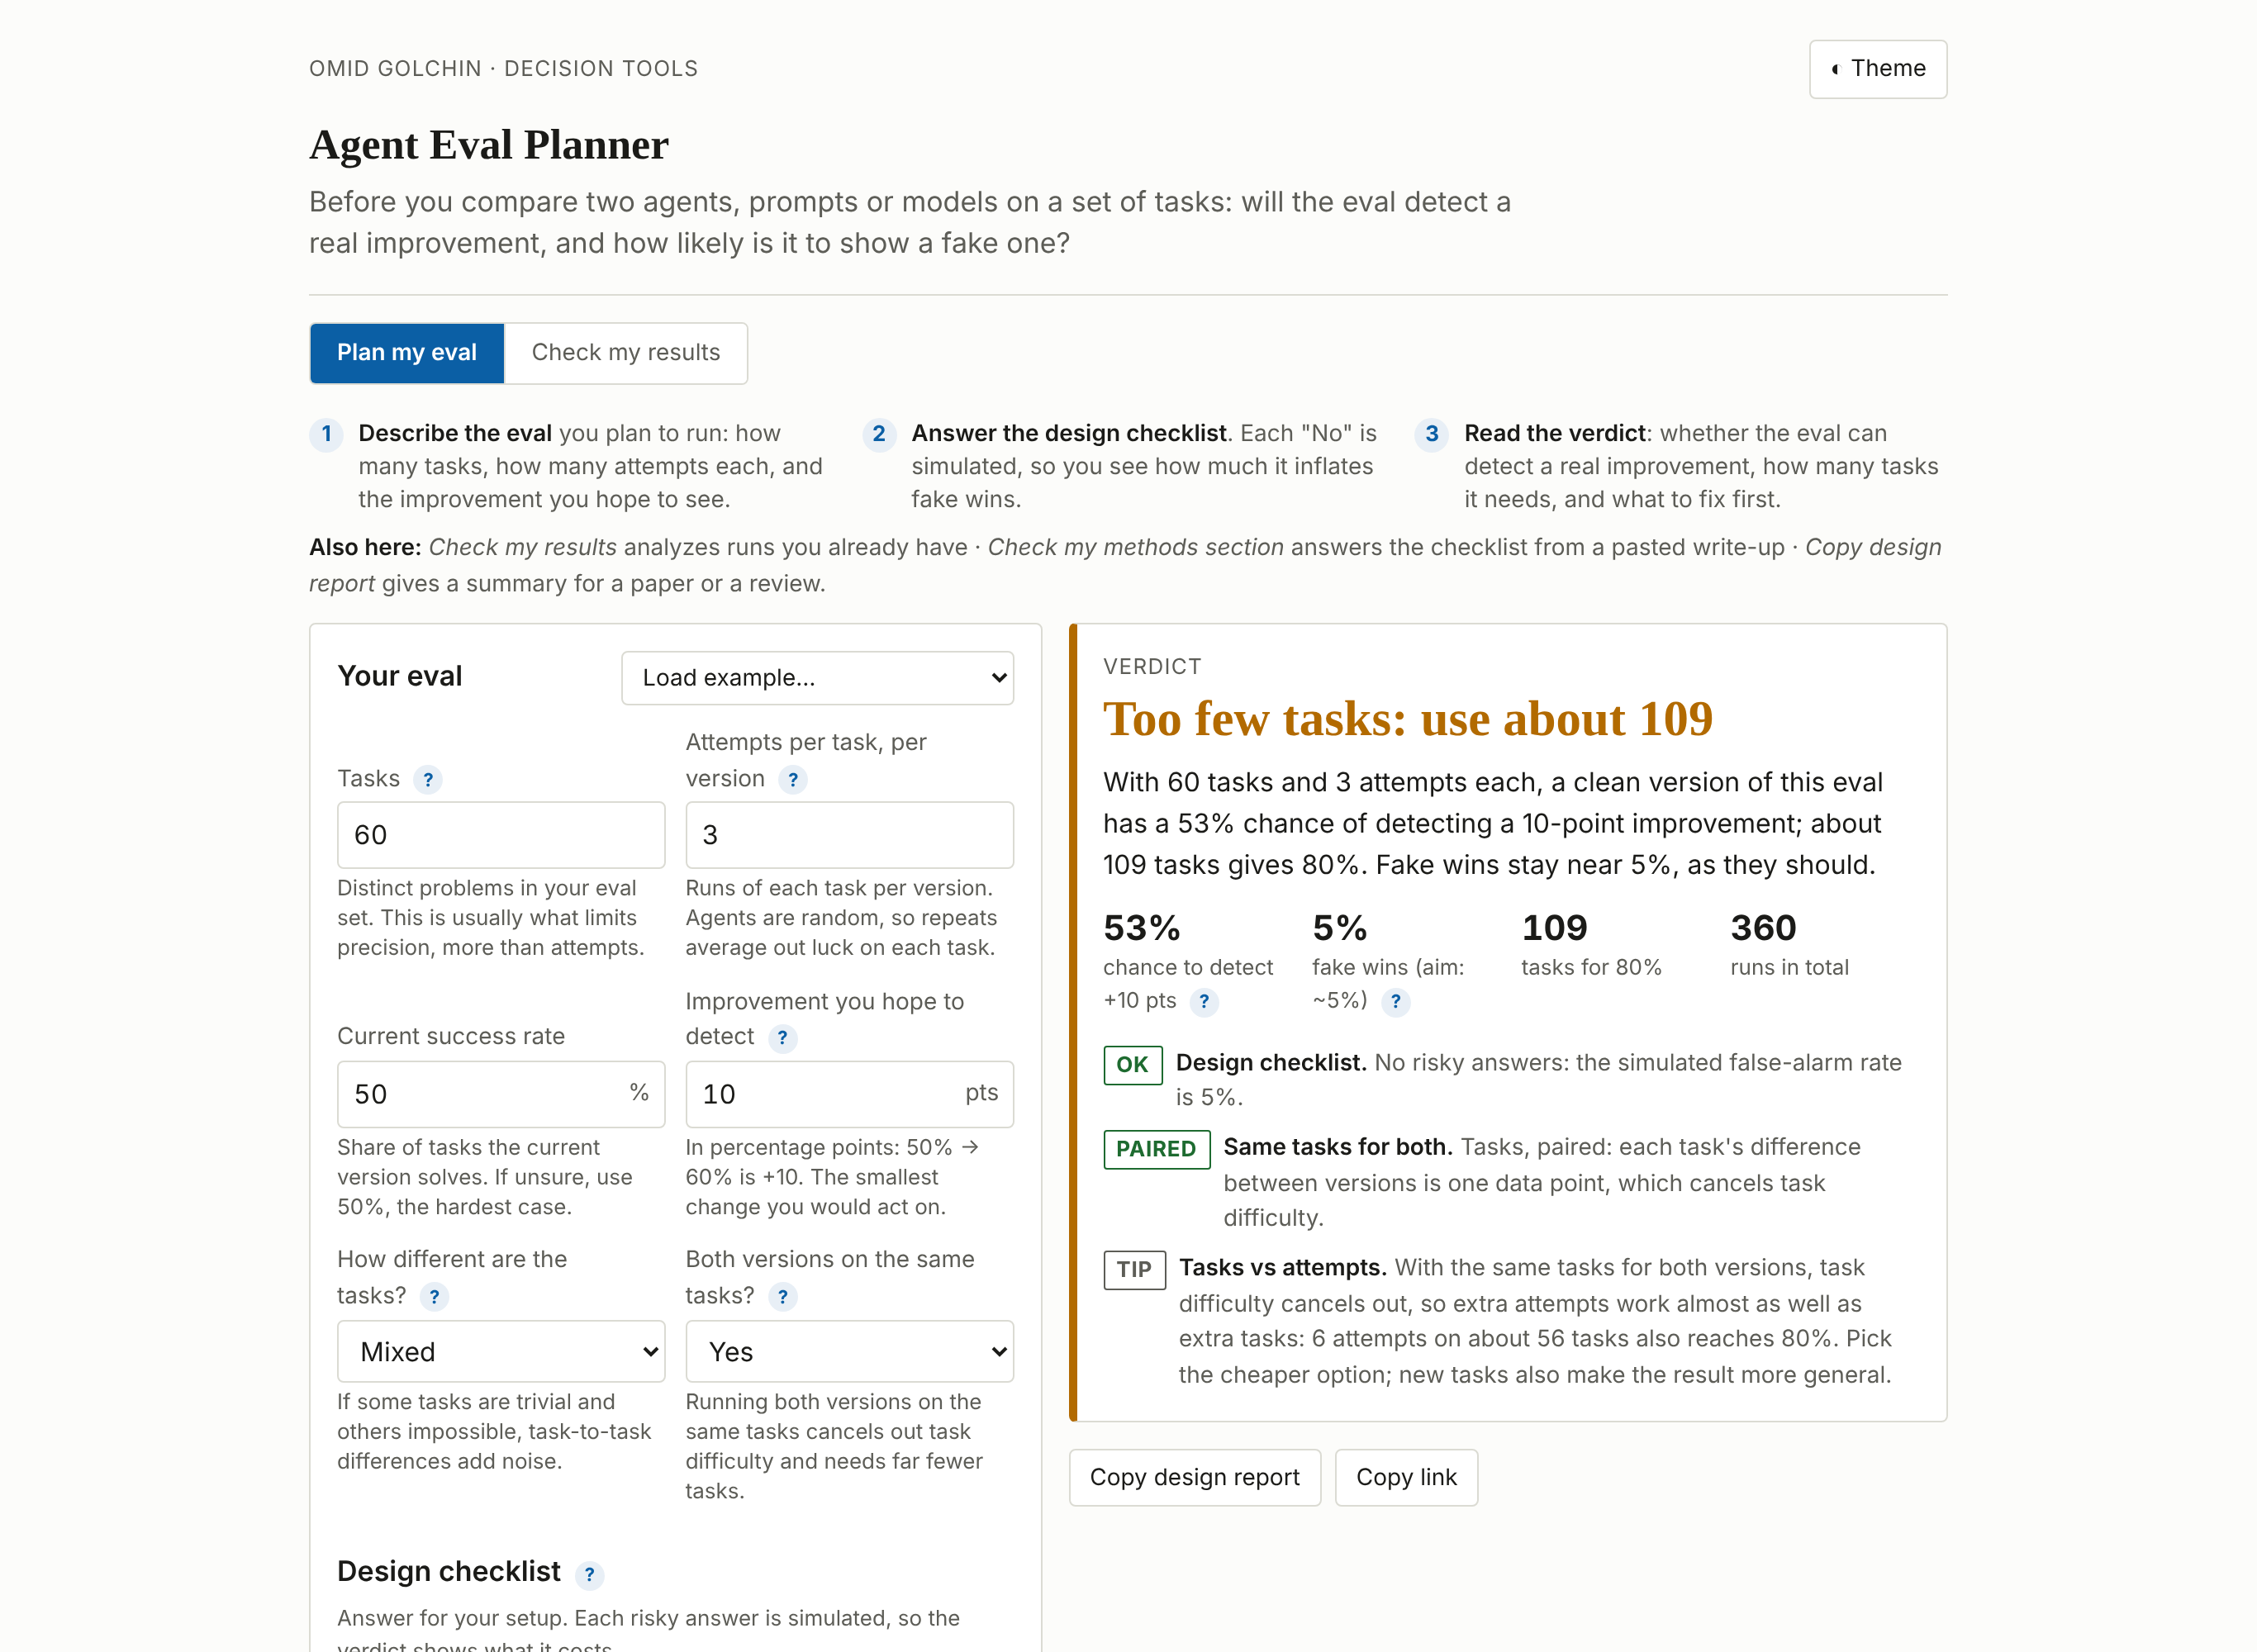 OMID GOLCHIN · DECISION TOOLS
Theme
Agent Eval Planner
Before you compare two agents, prompts or models on a set of tasks: will the eval detect a
real improvement, and how likely is it to show a fake one?
Plan my eval
Check my results
1
Describe the eval you plan to run: how
many tasks, how many attempts each, and
the improvement you hope to see.
2
Answer the design checklist. Each "No" is
simulated, so you see how much it inflates
fake wins.
3
Read the verdict: whether the eval can
detect a real improvement, how many tasks
it needs, and what to fix first.
Also here: Check my results analyzes runs you already have · Check my methods section answers the checklist from a pasted write-up · Copy design
report gives a summary for a paper or a review.
Your eval
Load example...
Tasks ?
60
Distinct problems in your eval
set. This is usually what limits
precision, more than attempts.
Attempts per task, per
version ?
3
Runs of each task per version.
Agents are random, so repeats
average out luck on each task.
Current success rate
50 %
Share of tasks the current
version solves. If unsure, use
50%, the hardest case.
Improvement you hope to
detect ?
10 pts
In percentage points: 50% →
60% is +10. The smallest
change you would act on.
How different are the
tasks? ?
Mixed
If some tasks are trivial and
others impossible, task-to-task
differences add noise.
Both versions on the same
tasks? ?
Yes
Running both versions on the
same tasks cancels out task
difficulty and needs far fewer
tasks.
Design checklist ?
Answer for your setup. Each risky answer is simulated, so the
verdict shows what it costs.
VERDICT
Too few tasks: use about 109
With 60 tasks and 3 attempts each, a clean version of this eval
has a 53% chance of detecting a 10-point improvement; about
109 tasks gives 80%. Fake wins stay near 5%, as they should.
53%
chance to detect
+10 pts ?
5%
fake wins (aim:
~5%) ?
109
tasks for 80%
360
runs in total
OK
Design checklist. No risky answers: the simulated false-alarm rate
is 5%.
PAIRED
Same tasks for both. Tasks, paired: each task's difference
between versions is one data point, which cancels task
difficulty.
TIP
Tasks vs attempts. With the same tasks for both versions, task
difficulty cancels out, so extra attempts work almost as well as
extra tasks: 6 attempts on about 56 tasks also reaches 80%. Pick
the cheaper option; new tasks also make the result more general.
Copy design report
Copy link